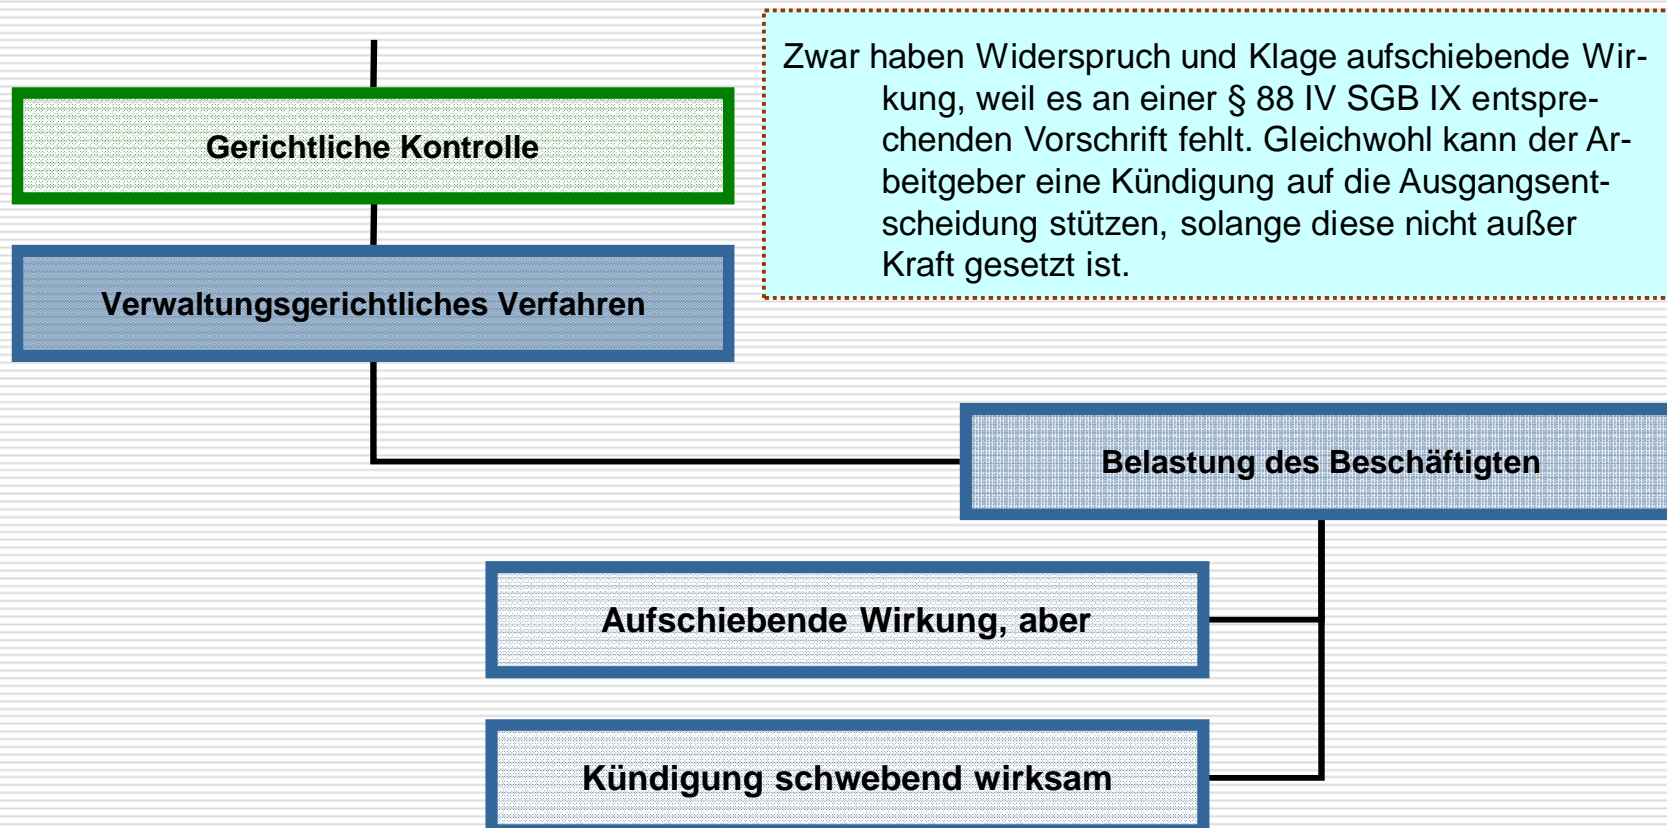 Zwar haben Widerspruch und Klage aufschiebende Wir-
kung, weil es an einer § 88 IV SGB IX entspre-
chenden Vorschrift fehlt. Gleichwohl kann der Ar-
beitgeber eine Kündigung auf die Ausgangsent-
scheidung stützen, solange diese nicht außer
Kraft gesetzt ist.
Gerichtliche Kontrolle
Verwaltungsgerichtliches Verfahren
Belastung des Beschäftigten
Aufschiebende Wirkung, aber
Kündigung schwebend wirksam